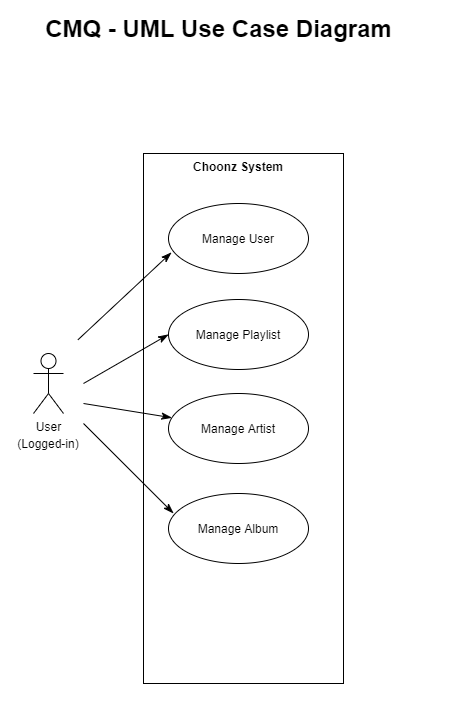 CMQ - UML Use Case Diagram
Choonz System
Manage User
Manage Playlist
Manage Artist
User
(Logged-in)
Manage Album